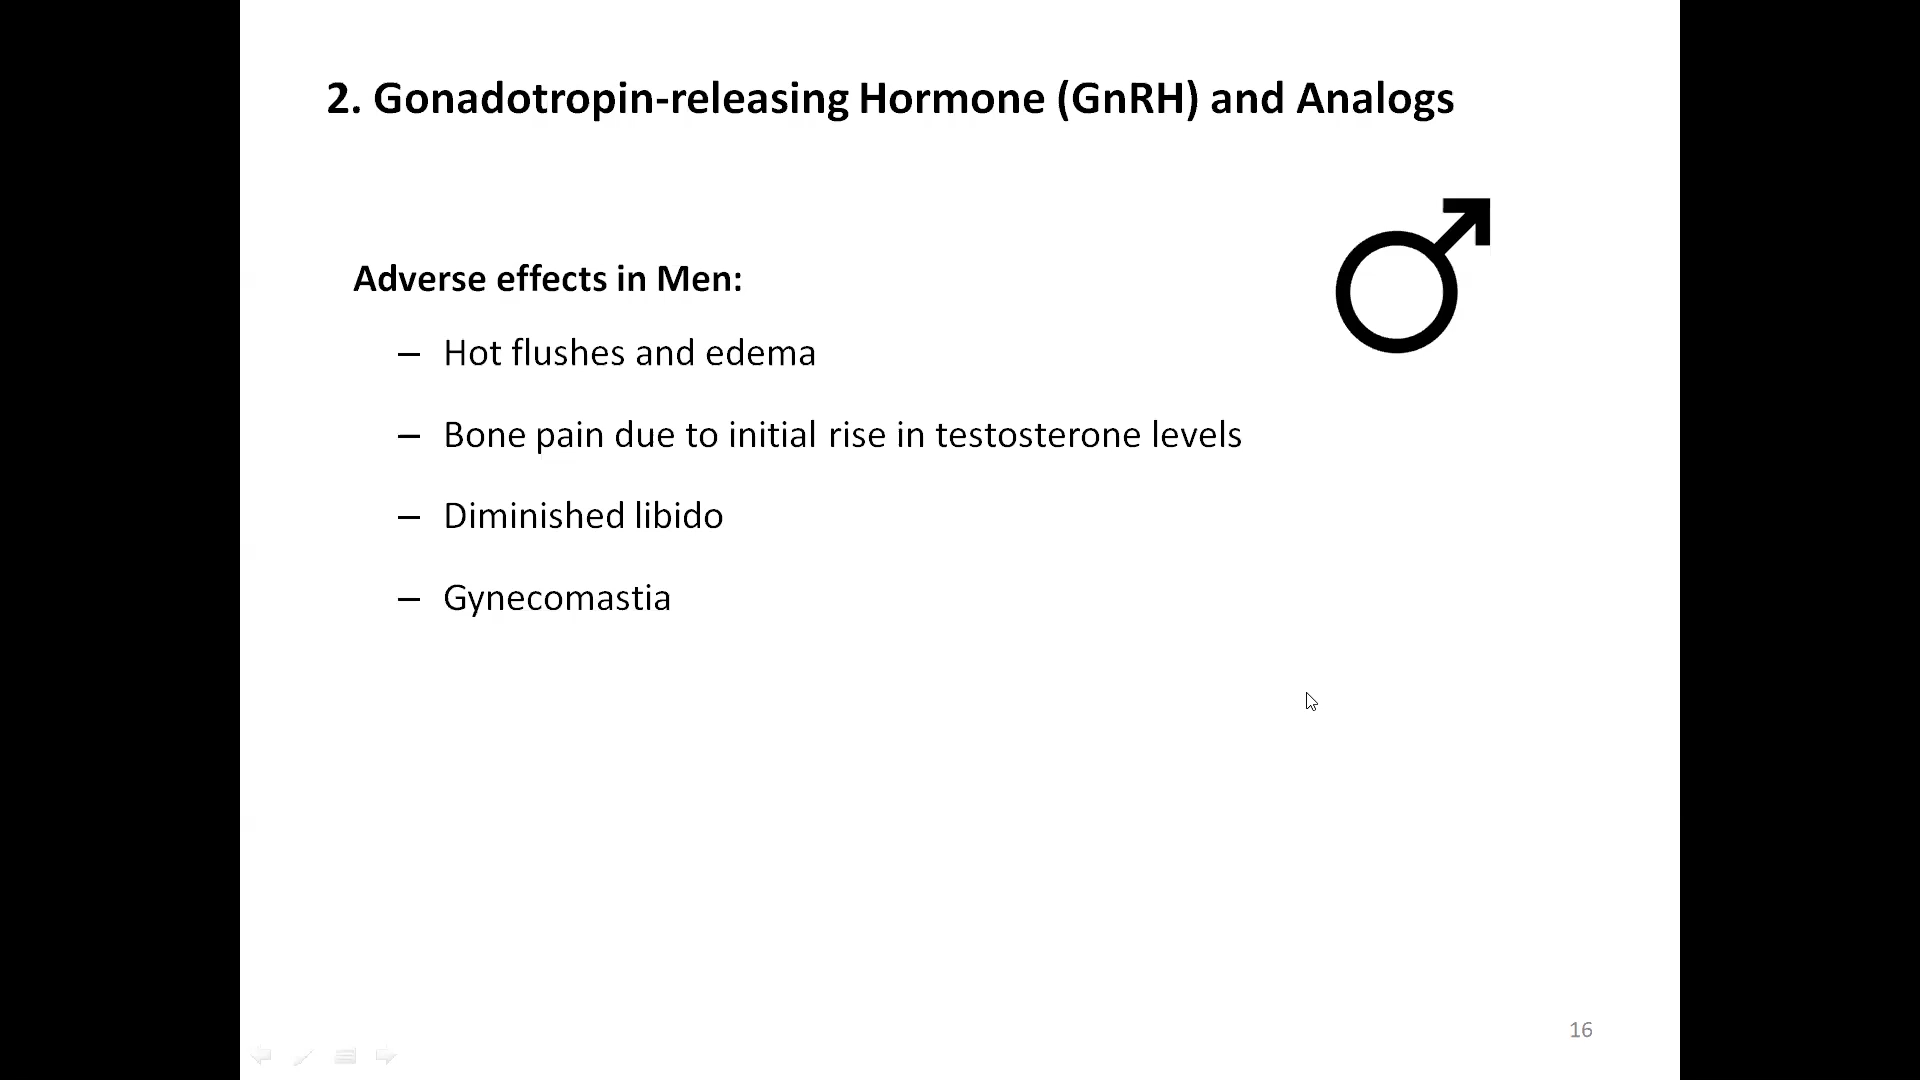 2. Gonadotropin-releasing Hormone (GnRH) and Analogs
Adverse effects in Men:
– Hot flushes and edema
– Bone pain due to initial rise in testosterone levels
– Diminished libido
– Gynecomastia
16